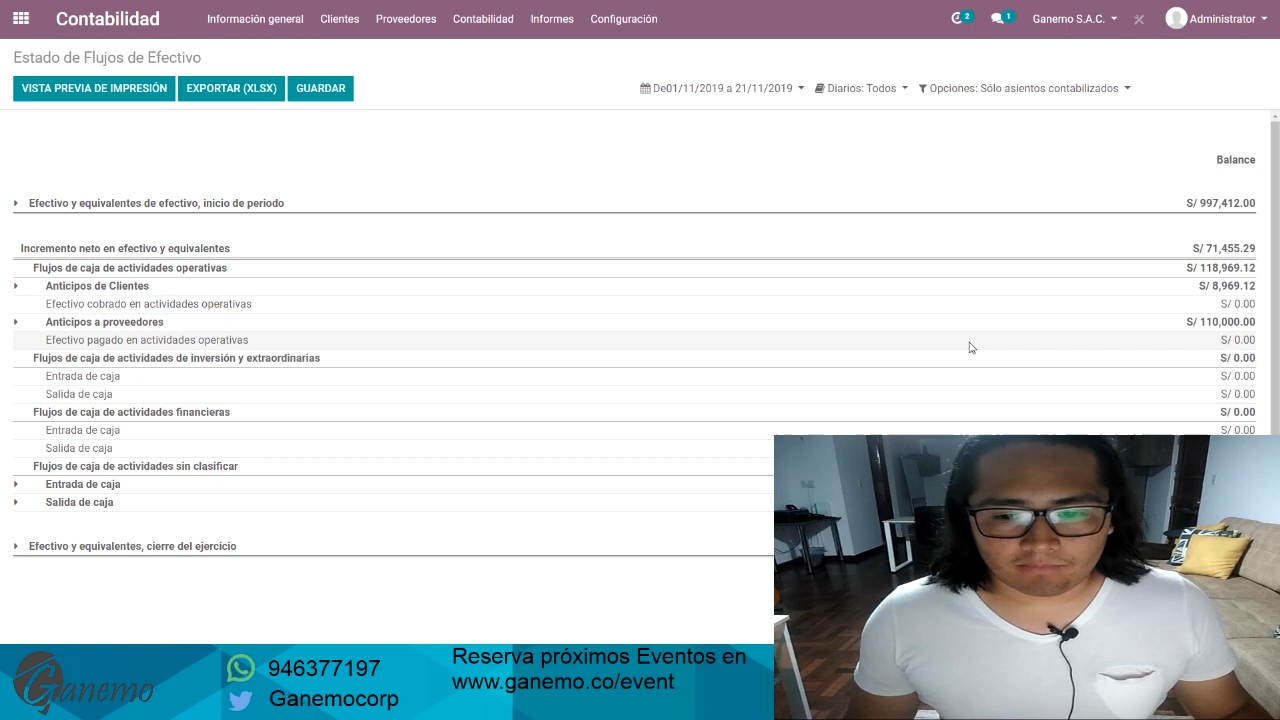 Contabilidad Información general Clientes Proveedores Contabilidad Informes Configuración 2 1 Ganemo S.A.C. Administrator
Estado de Flujos de Efectivo
VISTA PREVIA DE IMPRESIÓN EXPORTAR (XLSX) GUARDAR De01/11/2019 a 21/11/2019 Diarios: Todos Opciones: Sólo asientos contabilizados
Balance
Efectivo y equivalentes de efectivo, inicio de periodo S/ 997,412.00
Incremento neto en efectivo y equivalentes S/ 71,455.29
Flujos de caja de actividades operativas S/ 118,969.12
Anticipos de Clientes S/ 8,969.12
Efectivo cobrado en actividades operativas S/ 0.00
Anticipos a proveedores S/ 110,000.00
Efectivo pagado en actividades operativas S/ 0.00
Flujos de caja de actividades de inversión y extraordinarias S/ 0.00
Entrada de caja S/ 0.00
Salida de caja S/ 0.00
Flujos de caja de actividades financieras S/ 0.00
Entrada de caja S/ 0.00
Salida de caja
Flujos de caja de actividades sin clasificar
Entrada de caja
Salida de caja
Efectivo y equivalentes, cierre del ejercicio
Ganemo
946377197
Ganemocorp
Reserva próximos Eventos en
www.ganemo.co/event